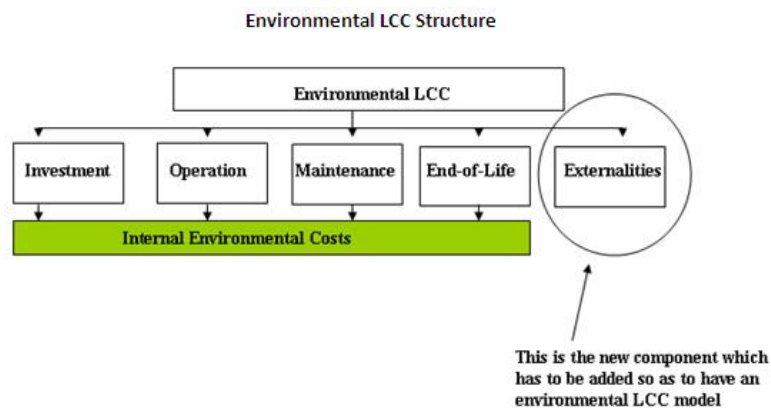 Environmental LCC Structure
Environmental LCC
Investment
Operation
Maintenance
End-of-Life
Externalities
Internal Environmental Costs
This is the new component which
has to be added so as to have an
environmental LCC model